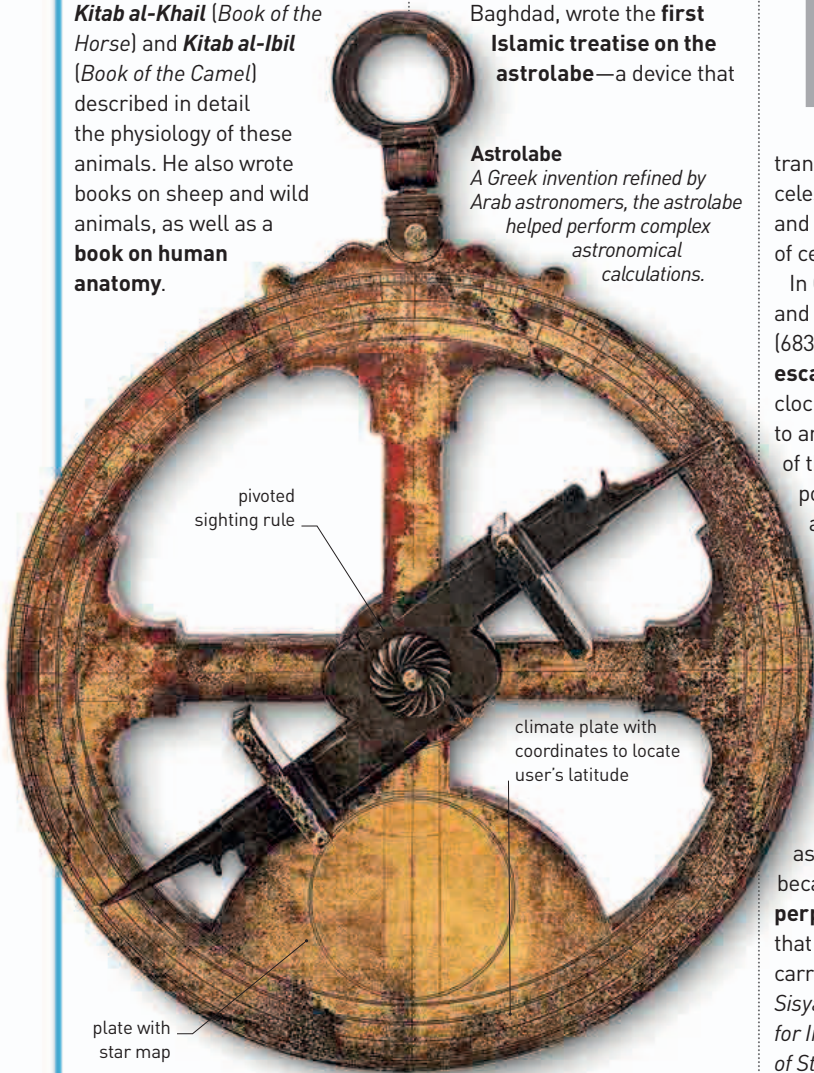 Kitab al-Khail (Book of the
Horse) and Kitab al-Ibil
(Book of the Camel)
described in detail
the physiology of these
animals. He also wrote
books on sheep and wild
animals, as well as a
book on human
anatomy.
Baghdad, wrote the first
Islamic treatise on the
astrolabe—a device that
Astrolabe
A Greek invention refined by
Arab astronomers, the astrolabe
helped perform complex
astronomical
calculations.
pivoted
sighting rule
climate plate with
coordinates to locate
user's latitude
plate with
star map
tran
cele
and
of ce
In
and
(683
esca
cloc
to an
of t
po
a
as
beca
perp
that
carr
Sisya
for I
of St